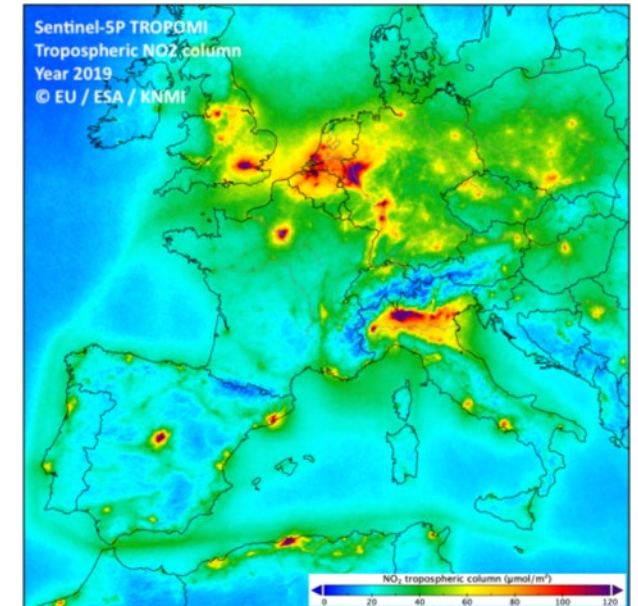 Sentinel-5P TROPOMI
Tropospheric NO2 column
Year 2019
© EU / ESA / KNMI
NO₂ tropospheric column (μmol/m²)
0 20 40 60 80 100 120